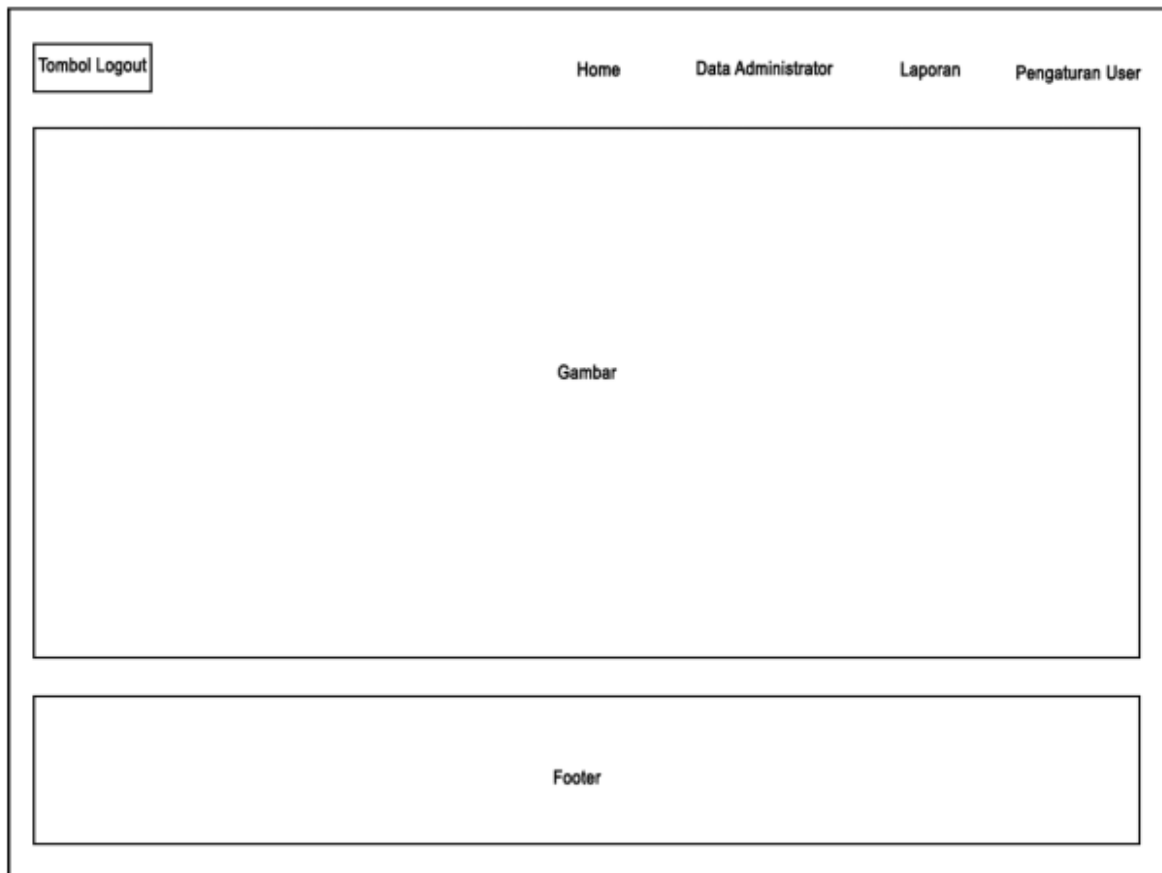 Tombol Logout
Home
Data Administrator
Laporan
Pengaturan User
Gambar
Footer